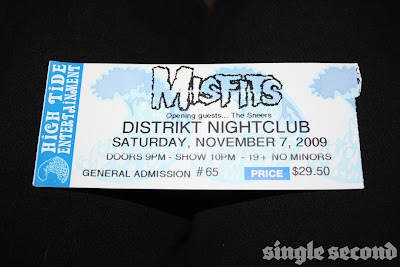 HIGH TIDE
ENTERTAINMENT
MISFITS
Opening guests... The Sneers
DISTRIKT NIGHTCLUB
SATURDAY, NOVEMBER 7, 2009
DOORS 9PM - SHOW 10PM - 19+ NO MINORS
GENERAL ADMISSION #65 PRICE $29.50
single second